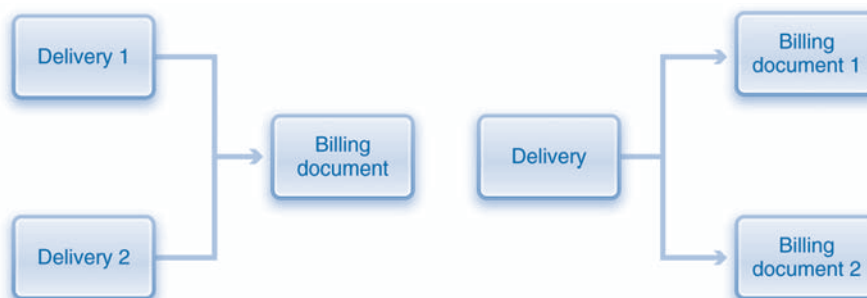 Delivery 1
Delivery 2
Billing
document
Delivery
Billing
document 1
Billing
document 2